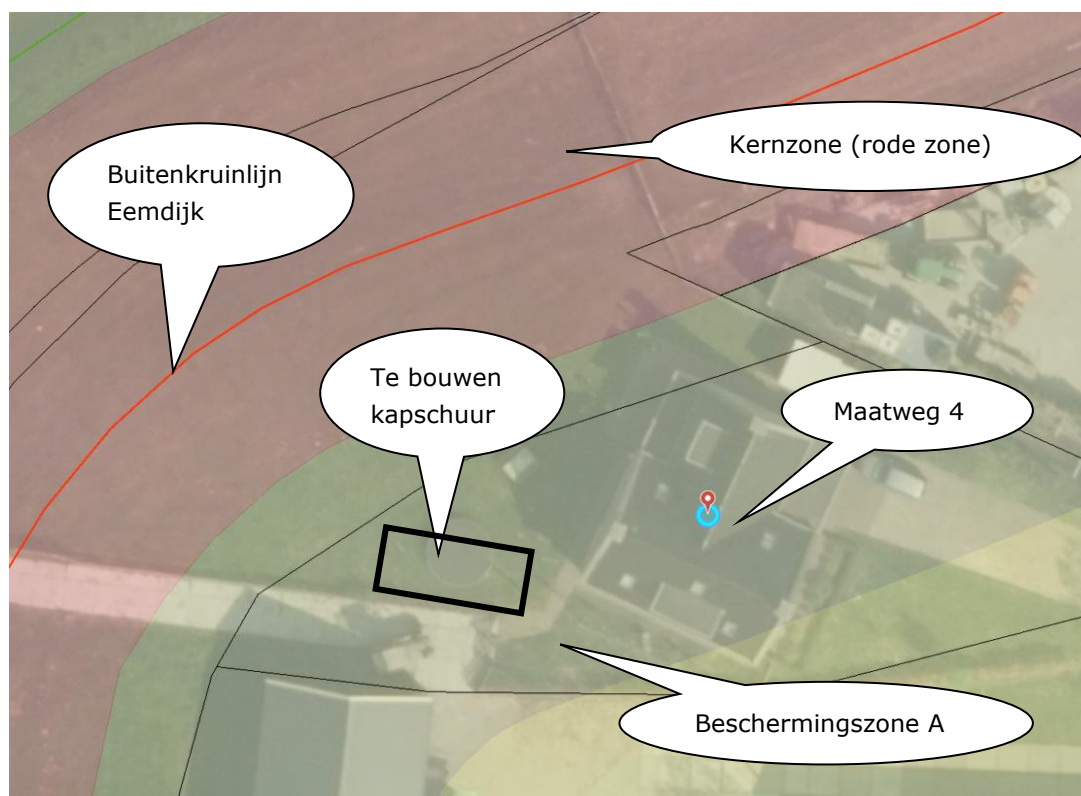 Kernzone (rode zone)
Buitenkruinlijn
Eemdijk
Te bouwen
kapschuur
Maatweg 4
Beschermingszone A